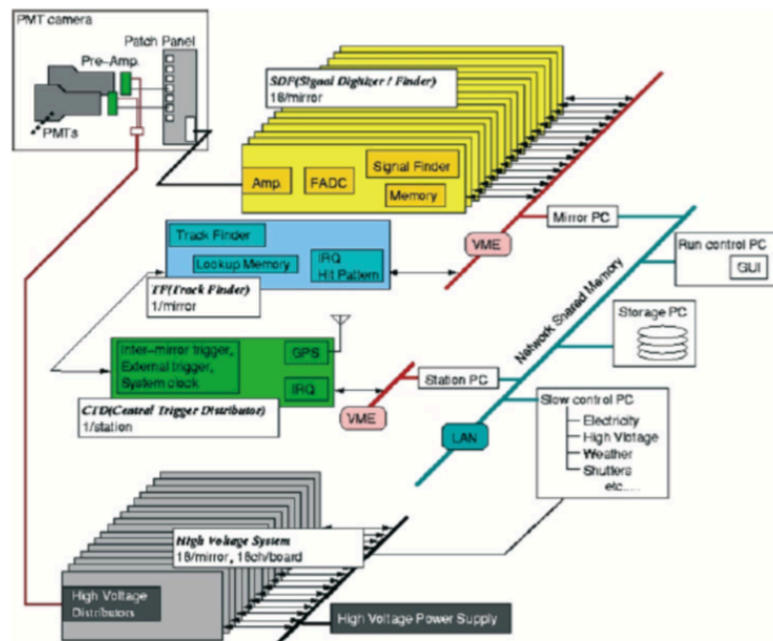 PMT camera
Patch Panel
Pre-Amp.
PMTs
SDF(Signal Digitizer / Finder)
16/mirror
Signal Finder
Amp.
FADC
Memory
Track Finder
Lookup Memory
IRQ
Hit Pattern
TF(Track Finder)
1/mirror
VME
Mirror PC
Run control PC
GUI
Network Shared Memory
Storage PC
Inter-mirror trigger,
External trigger,
System clock
GPS
IRQ
CTD(Central Trigger Distributor)
1/station
VME
Station PC
LAN
Slow control PC
Electricity
High Vlotage
Weather
Shutters
etc.....
High Voltage System
16/mirror, 16ch/board
High Voltage
Distributors
High Voltage Power Supply